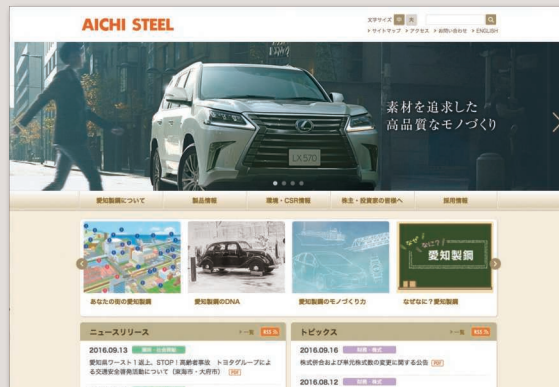 AICHI STEEL
文字サイズ 中 大
サイトマップ アクセス お問い合わせ ENGLISH
素材を追求した
高品質なモノづくり
LX570
愛知製鋼について 製品情報 環境・CSR情報 株主・投資家の皆様へ 採用情報
なぜ なに?
愛知製鋼
あなたの街の愛知製鋼 愛知製鋼のDNA 愛知製鋼のモノづくり力 なぜなに?愛知製鋼
ニュースリリース 一覧 RSS
トピックス 一覧 RSS
2016.09.13
愛知県ワースト1返上、STOP!高齢者事故 トヨタグループによ
る交通安全啓発活動について(東海市・大府市) PDF
2016.09.16 財務・株式
株式併合および単元株式数の変更に関する公告 PDF
2016.08.12 財務・株式